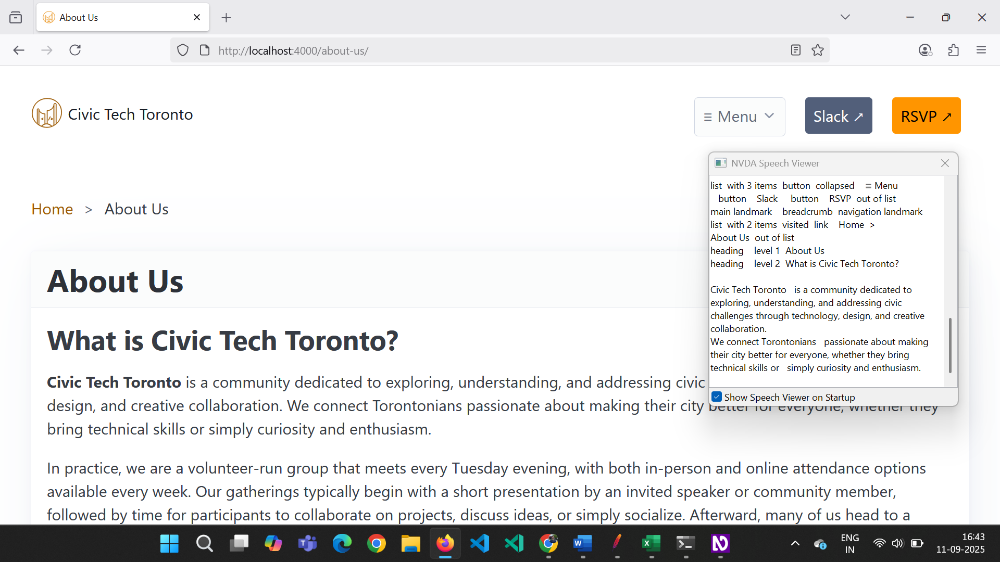 About Us
http://localhost:4000/about-us/
Civic Tech Toronto
≡ Menu
Slack ↗
RSVP ↗
Home > About Us
About Us
What is Civic Tech Toronto?
Civic Tech Toronto is a community dedicated to exploring, understanding, and addressing civic
design, and creative collaboration. We connect Torontonians passionate about making their city better for everyone, whether they
bring technical skills or simply curiosity and enthusiasm.
In practice, we are a volunteer-run group that meets every Tuesday evening, with both in-person and online attendance options
available every week. Our gatherings typically begin with a short presentation by an invited speaker or community member,
followed by time for participants to collaborate on projects, discuss ideas, or simply socialize. Afterward, many of us head to a
NVDA Speech Viewer
list with 3 items button collapsed ≡ Menu
button Slack button RSVP out of list
main landmark breadcrumb navigation landmark
list with 2 items visited link Home >
About Us out of list
heading level 1 About Us
heading level 2 What is Civic Tech Toronto?
Civic Tech Toronto is a community dedicated to
exploring, understanding, and addressing civic
challenges through technology, design, and creative
collaboration.
We connect Torontonians passionate about making
their city better for everyone, whether they bring
technical skills or simply curiosity and enthusiasm.
Show Speech Viewer on Startup
ENG
IN
16:43
11-09-2025